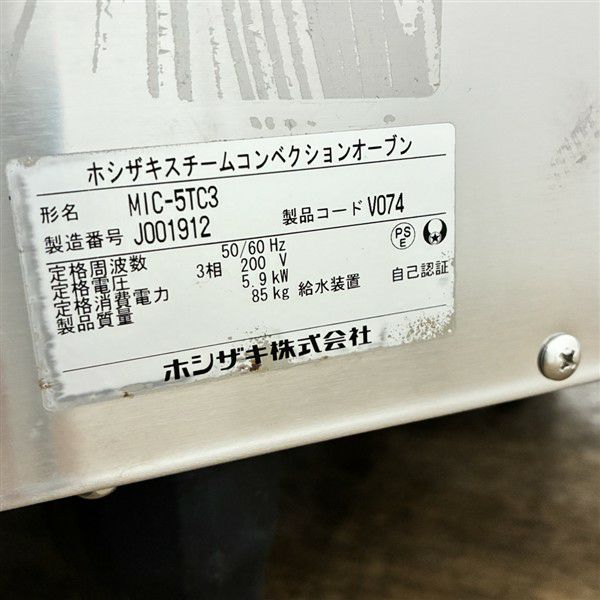 ホシザキスチームコンベクションオーブン
形名 MIC-5TC3
製造番号 J001912 製品コード V074
定格周波数 50/60 Hz
定格電圧 3相 200 V
定格消費電力 5.9 kW
製品質量 85 kg 給水装置 自己認証
PS
E
ホシザキ株式会社